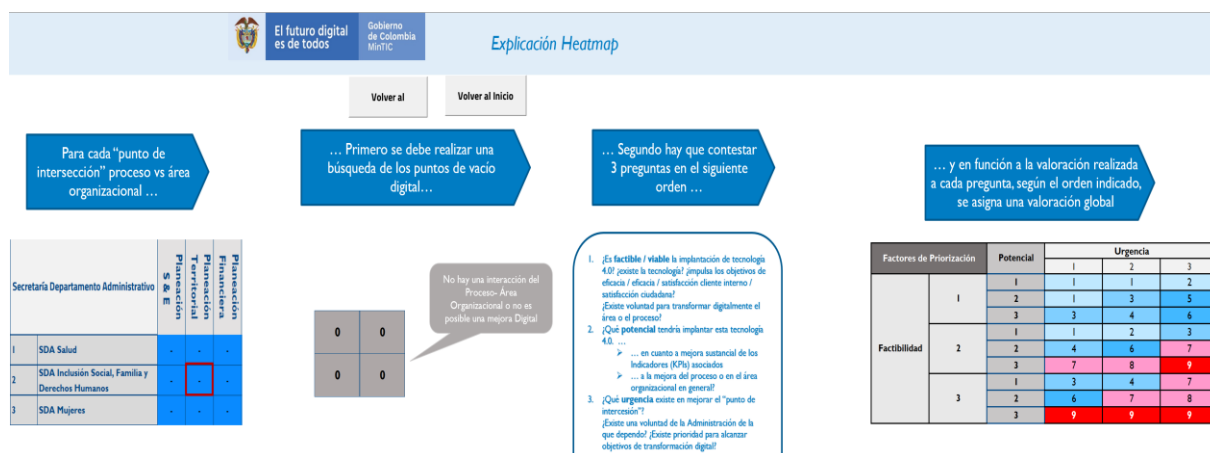 El futuro digital
es de todos
Gobierno
de Colombia
MinTIC
Explicación Heatmap
Volver al
Volver al Inicio
Para cada “punto de
intersección” proceso vs área
organizacional …
… Primero se debe realizar una
búsqueda de los puntos de vacío
digital…
… Segundo hay que contestar
3 preguntas en el siguiente
orden …
… y en función a la valoración realizada
a cada pregunta, según el orden indicado,
se asigna una valoración global
Secretaría Departamento Administrativo
Planeación
S & E
Planeación
Territorial
Planeación
Financiera
1 SDA Salud - - -
2 SDA Inclusión Social, Familia y
Derechos Humanos - - -
3 SDA Mujeres - - -
No hay una interacción del
Proceso- Área
Organizacional o no es
posible una mejora Digital
0 0
0 0
1. ¿Es factible / viable la implantación de tecnología
4.0? ¿existe la tecnología? ¿impulsa los objetivos de
eficacia / eficacia / satisfacción cliente interno /
satisfacción ciudadana?
¿Existe voluntad para transformar digitalmente el
área o el proceso?
2. ¿Qué potencial tendría implantar esta tecnología
4.0. …
➢ … en cuanto a mejora sustancial de los
Indicadores (KPIs) asociados
➢ … a la mejora del proceso o en el área
organizacional en general?
3. ¿Qué urgencia existe en mejorar el “punto de
intercesión”?
¿Existe una voluntad de la Administración de la
que dependo? ¿Existe prioridad para alcanzar
objetivos de transformación digital?
Factores de Priorización Potencial Urgencia
1 2 3
Factibilidad
1
1 1 1 2
2 1 3 5
3 3 4 6
2
1 1 2 3
2 4 6 7
3 7 8 9
3
1 3 4 7
2 6 7 8
3 9 9 9